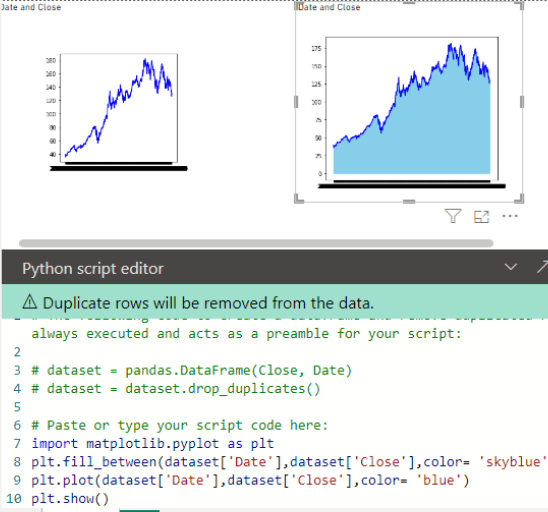 Date and Close
Date and Close
180
160
140
120
100
80
60
40
175
150
125
100
75
50
25
0
Python script editor
Duplicate rows will be removed from the data.
always executed and acts as a preamble for your script:
2
3 # dataset = pandas.DataFrame(Close, Date)
4 # dataset = dataset.drop_duplicates()
5
6 # Paste or type your script code here:
7 import matplotlib.pyplot as plt
8 plt.fill_between(dataset['Date'],dataset['Close'],color= 'skyblue'
9 plt.plot(dataset['Date'],dataset['Close'],color= 'blue')
10 plt.show()